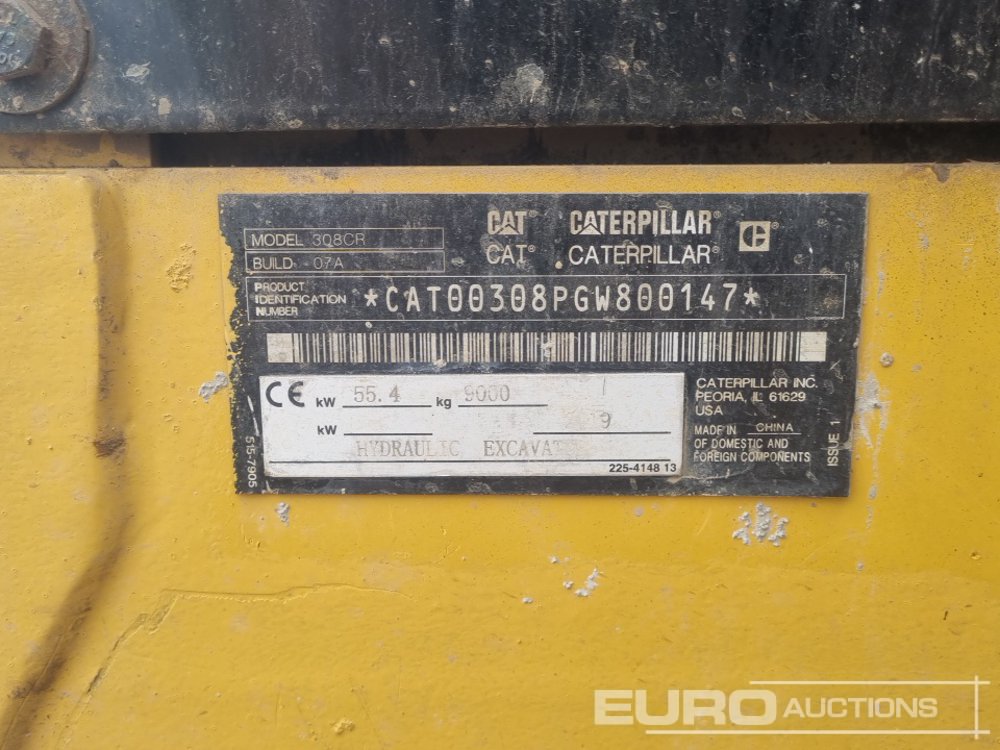 MODEL 308CR
BUILD 07A
CAT® CATERPILLAR®
CAT® CATERPILLAR®
PRODUCT IDENTIFICATION NUMBER *CAT00308PGW800147*
CE kW 55.4 kg 9000
kW 9
HYDRAULIC EXCAVAT
225-4148 13
CATERPILLAR INC.
PEORIA, IL 61629
USA
MADE IN CHINA
OF DOMESTIC AND
FOREIGN COMPONENTS
ISSUE 1
515-7905
EURO AUCTIONS